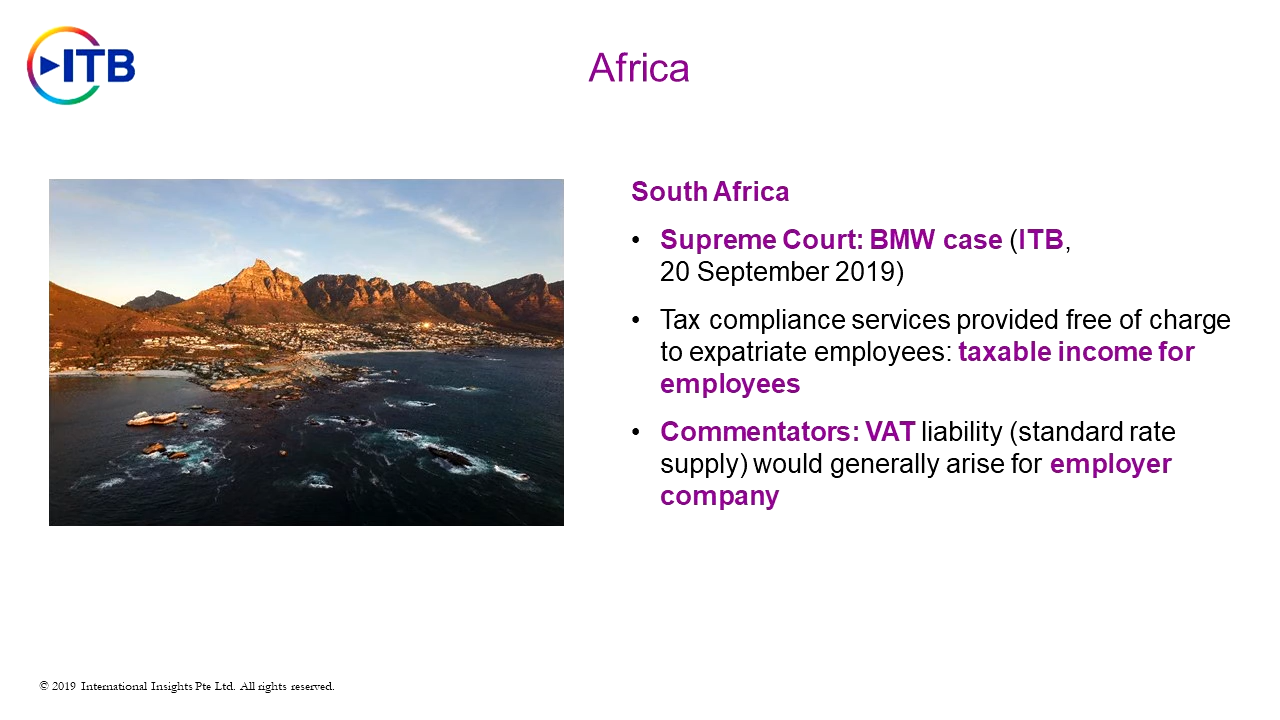 ITB
Africa
South Africa
• Supreme Court: BMW case (ITB,
20 September 2019)
• Tax compliance services provided free of charge
to expatriate employees: taxable income for
employees
• Commentators: VAT liability (standard rate
supply) would generally arise for employer
company
© 2019 International Insights Pte Ltd. All rights reserved.